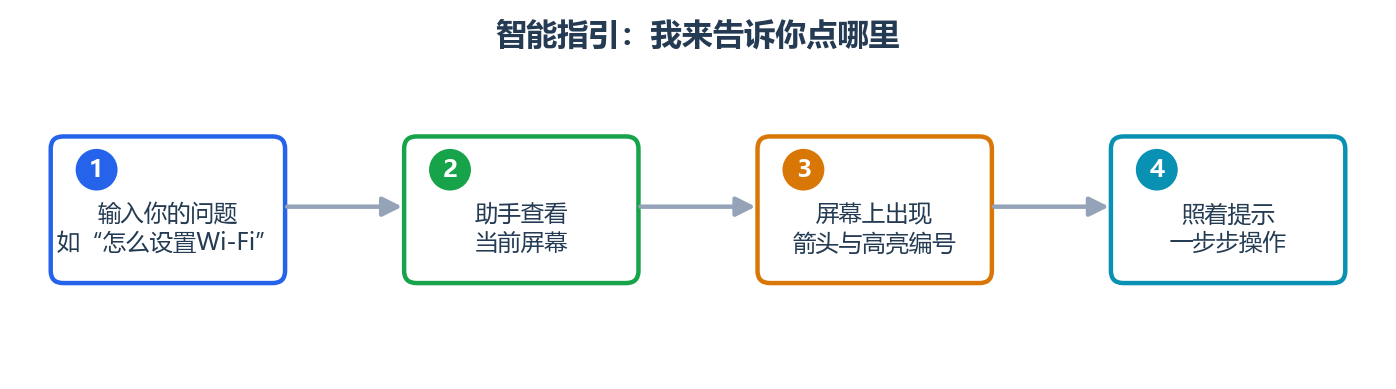 智能指引：我来告诉你点哪里
1
输入你的问题
如“怎么设置Wi-Fi”
2
助手查看
当前屏幕
3
屏幕上出现
箭头与高亮编号
4
照着提示
一步步操作